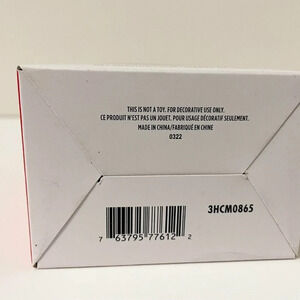 THIS IS NOT A TOY. FOR DECORATIVE USE ONLY.
CE PRODUIT N'EST PAS UN JOUET. POUR USAGE DÉCORATIF SEULEMENT.
MADE IN CHINA/FABRIQUÉ EN CHINE
0322
3HCM0865
7 63795 77612 2